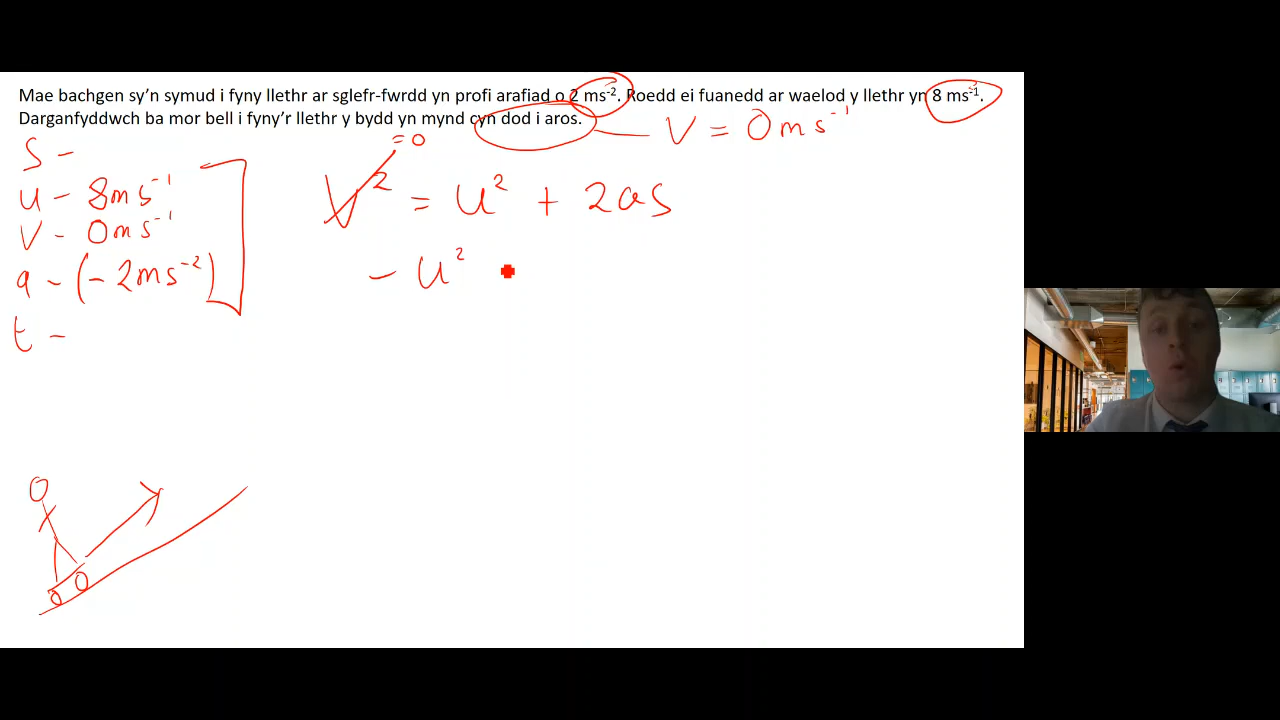 Mae bachgen sy'n symud i fyny llethr ar sglefr-fwrdd yn profi arafiad o 2 ms⁻². Roedd ei fuanedd ar waelod y llethr yn 8 ms⁻¹.
Darganfyddwch ba mor bell i fyny'r llethr y bydd yn mynd cyn dod i aros.
V = 0ms⁻¹
S -
u - 8ms⁻¹
V - 0ms⁻¹
a - (-2ms⁻²)
t -
= 0
V² = u² + 2as
- u²